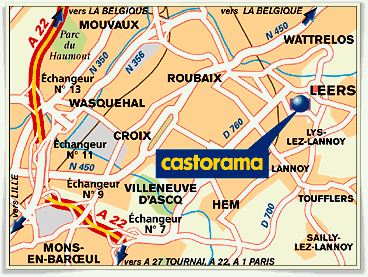 vers LA BELGIQUE
vers LA BELGIQUE
MOUVAUX
N 450
A 22
Parc
du
Haumont
N 350
N 356
WATTRELOS
ROUBAIX
Échangeur
N° 13
LEERS
WASQUEHAL
D 760
CROIX
LYS-
LEZ-LANNOY
Échangeur
N° 11
N 450
castorama
LANNOY
Échangeur
N° 9
VILLENEUVE
D'ASCQ
vers LILLE
TOUFFLERS
HEM
D 700
A 22
Échangeur
N° 7
SAILLY-
LEZ-LANNOY
MONS-
EN-BARŒUL
vers A 27 TOURNAI, A 22, A 1 PARIS